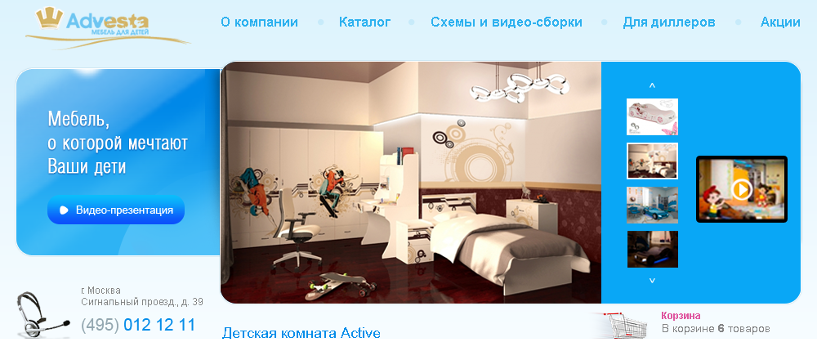 Advesta
МЕБЕЛЬ ДЛЯ ДЕТЕЙ
О компании
Каталог
Схемы и видео-сборки
Для диллеров
Акции
Мебель,
о которой мечтают
Ваши дети
Видео-презентация
г. Москва
Сигнальный проезд., д. 39
(495) 012 12 11
Детская комната Active
Корзина
В корзине 6 товаров